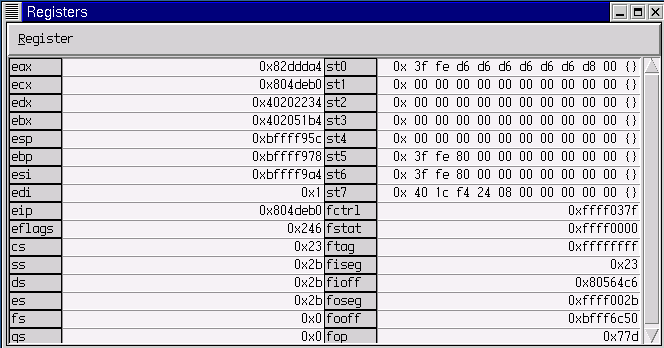 Registers
Register
eax 0x82ddda4 st0 0x 3f fe d6 d6 d6 d6 d6 d6 d8 00 {}
ecx 0x804deb0 st1 0x 00 00 00 00 00 00 00 00 00 00 {}
edx 0x40202234 st2 0x 00 00 00 00 00 00 00 00 00 00 {}
ebx 0x402051b4 st3 0x 00 00 00 00 00 00 00 00 00 00 {}
esp 0xbffff95c st4 0x 00 00 00 00 00 00 00 00 00 00 {}
ebp 0xbffff978 st5 0x 3f fe 80 00 00 00 00 00 00 00 {}
esi 0xbffff9a4 st6 0x 3f fe 80 00 00 00 00 00 00 00 {}
edi 0x1 st7 0x 40 1c f4 24 08 00 00 00 00 00 {}
eip 0x804deb0 fctrl 0xffff037f
eflags 0x246 fstat 0xffff0000
cs 0x23 ftag 0xffffffff
ss 0x2b fiseg 0x23
ds 0x2b fioff 0x80564c6
es 0x2b foseg 0xffff002b
fs 0x0 fooff 0xbfff6c50
gs 0x0 fop 0x77d